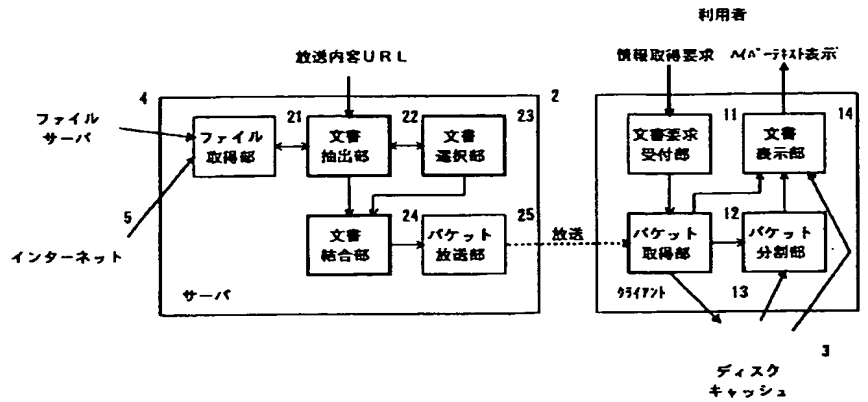 利用者
放送内容URL
情報取得要求
ハイパーテキスト表示
4
2
ファイル
サーバ
ファイル
取得部
21
文書
抽出部
22
文書
選択部
23
文書要求
受付部
11
文書
表示部
14
5
インターネット
文書
結合部
24
パケット
放送部
25
放送
パケット
取得部
12
パケット
分割部
サーバ
クライアント
13
3
ディスク
キャッシュ